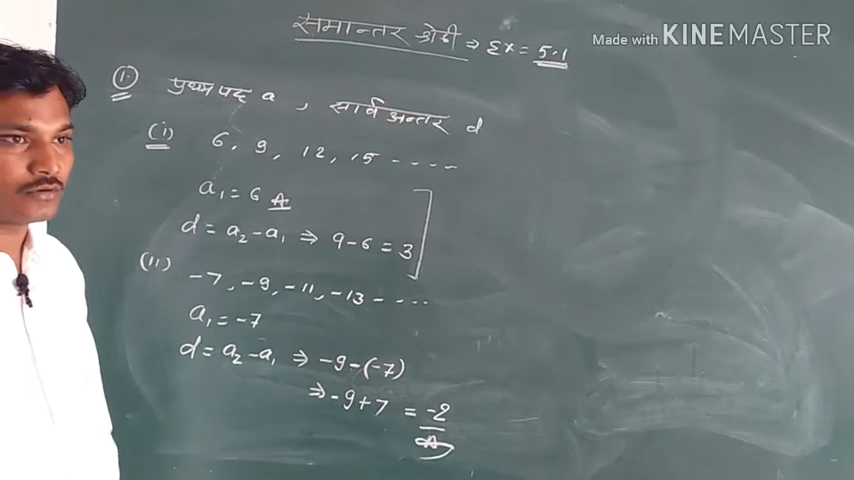 समान्तर श्रेढी ⇒ Ex = 5.1
Made with KINEMASTER
1. प्रथम पद a , सार्व अन्तर d
(i) 6, 9, 12, 15 ----
a₁ = 6 A
d = a₂ - a₁ ⇒ 9 - 6 = 3
(ii) -7, -9, -11, -13 ----
a₁ = -7
d = a₂ - a₁ ⇒ -9 - (-7)
⇒ -9 + 7 = -2
A